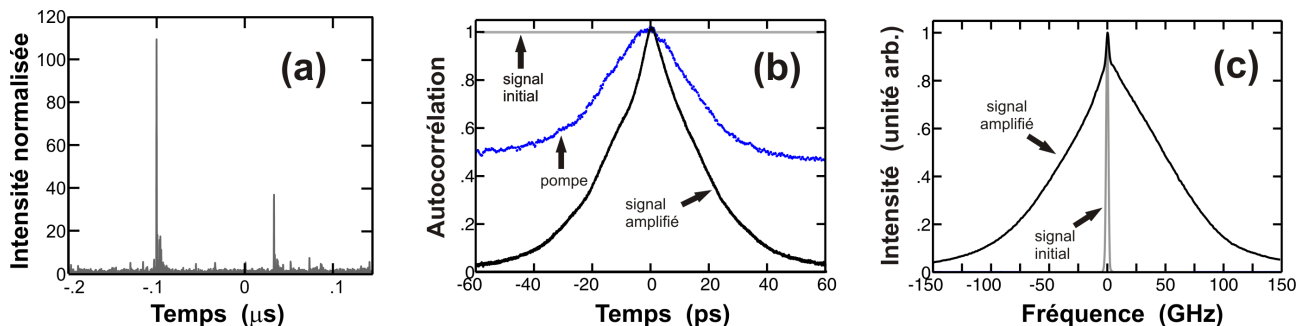 Intensité normalisée
120
100
80
60
40
20
0
(a)
-.2
-.1
0
.1
Temps (μs)
Autocorrélation
1
.8
.6
.4
.2
0
(b)
signal
initial
pompe
signal
amplifié
-60
-40
-20
0
20
40
60
Temps (ps)
Intensité (unité arb.)
1
.8
.6
.4
.2
0
(c)
signal
amplifié
signal
initial
-150
-100
-50
0
50
100
150
Fréquence (GHz)